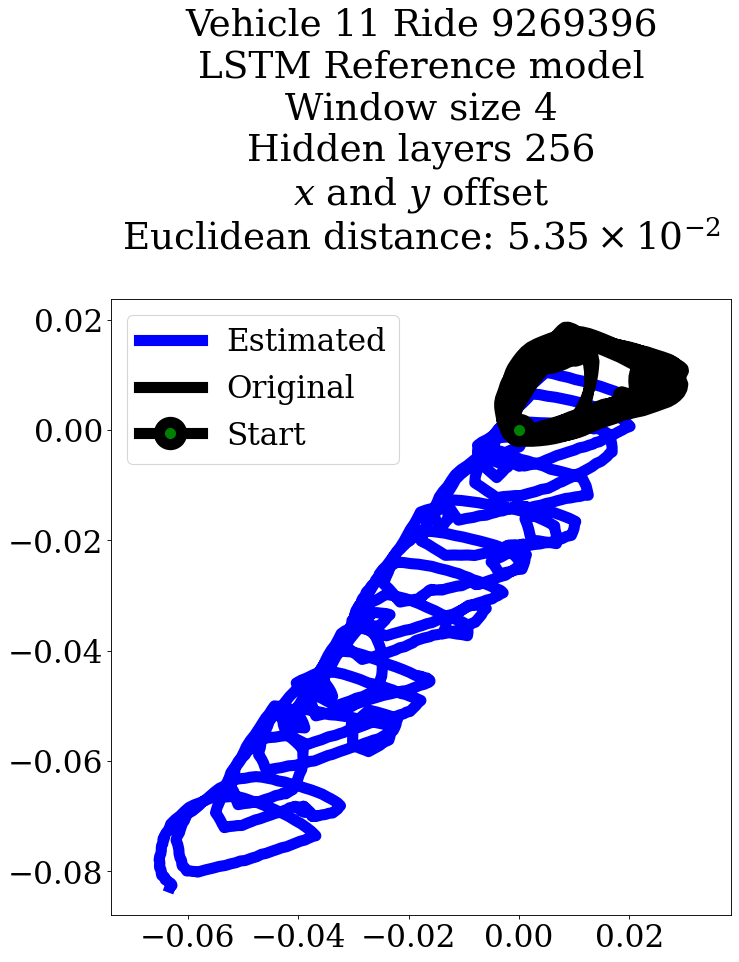 Vehicle 11 Ride 9269396
LSTM Reference model
Window size 4
Hidden layers 256
x and y offset
Euclidean distance: 5.35 × 10⁻²
Estimated
Original
Start
0.02
0.00
−0.02
−0.04
−0.06
−0.08
−0.06 −0.04 −0.02 0.00 0.02